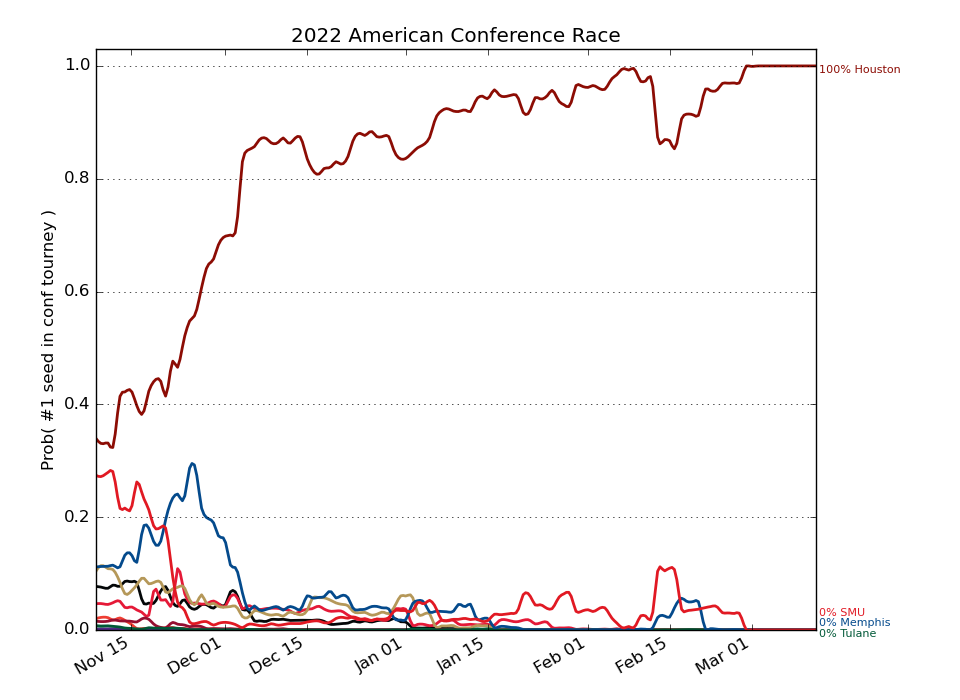 2022 American Conference Race
Prob( #1 seed in conf tourney )
1.0
0.8
0.6
0.4
0.2
0.0
100% Houston
0% SMU
0% Memphis
0% Tulane
Nov 15
Dec 01
Dec 15
Jan 01
Jan 15
Feb 01
Feb 15
Mar 01